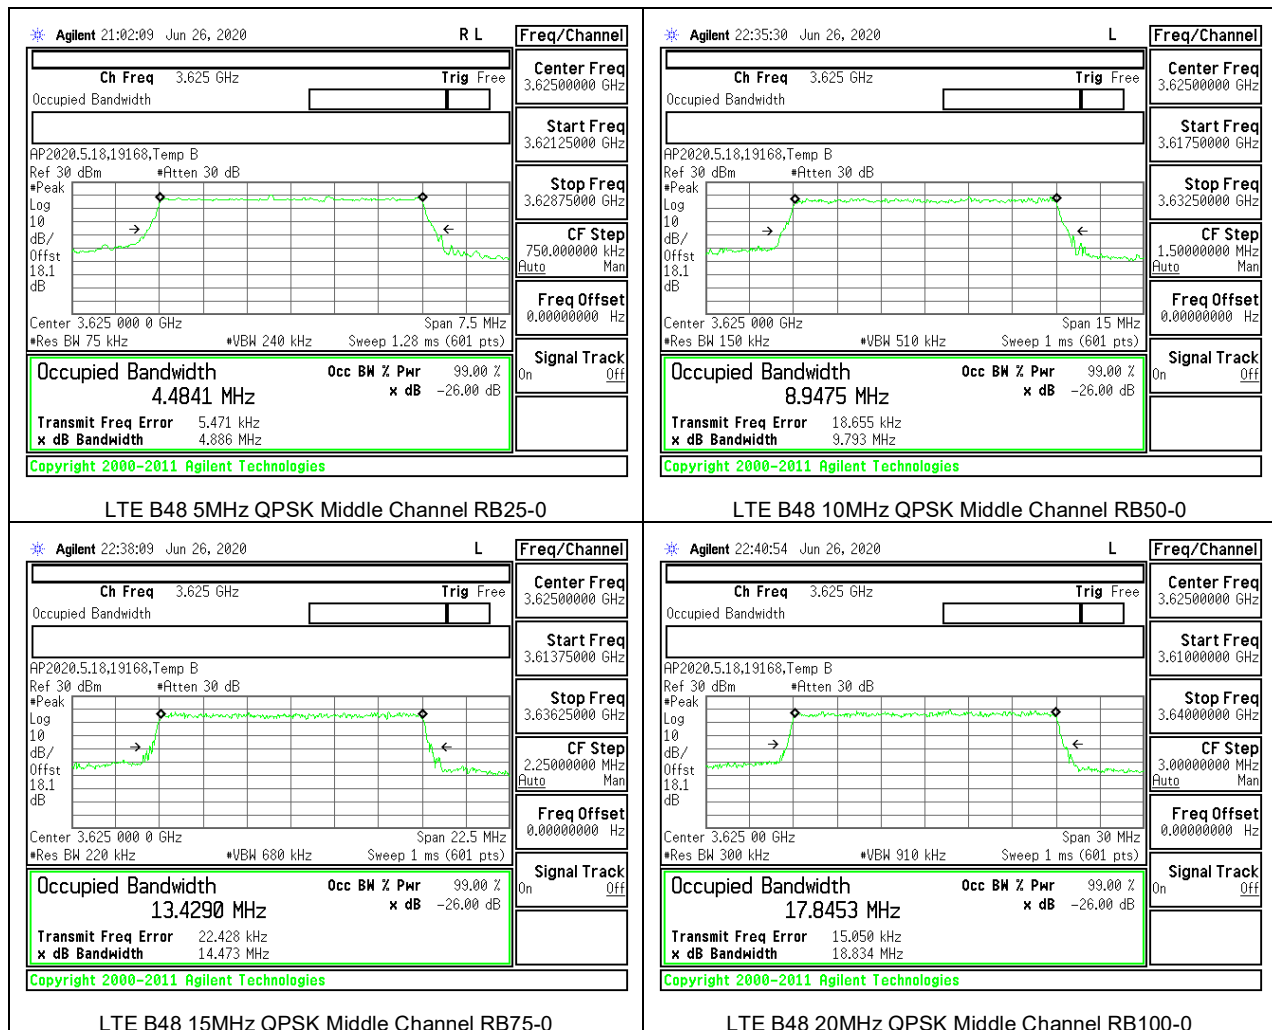 Agilent 21:02:09 Jun 26, 2020 R L
Freq/Channel
Ch Freq 3.625 GHz Trig Free
Occupied Bandwidth
Center Freq
3.62500000 GHz
Start Freq
3.62125000 GHz
Stop Freq
3.62875000 GHz
CF Step
750.000000 kHz
Auto Man
Freq Offset
0.00000000 Hz
Signal Track
On Off
AP2020.5.18,19168,Temp B
Ref 30 dBm #Atten 30 dB
#Peak
Log
10
dB/
Offst
18.1
dB
Center 3.625 000 0 GHz Span 7.5 MHz
#Res BW 75 kHz #VBW 240 kHz Sweep 1.28 ms (601 pts)
Occupied Bandwidth Occ BW % Pwr 99.00 %
4.4841 MHz x dB -26.00 dB
Transmit Freq Error 5.471 kHz
x dB Bandwidth 4.886 MHz
Copyright 2000-2011 Agilent Technologies
LTE B48 5MHz QPSK Middle Channel RB25-0
Agilent 22:35:30 Jun 26, 2020 L
Freq/Channel
Ch Freq 3.625 GHz Trig Free
Occupied Bandwidth
Center Freq
3.62500000 GHz
Start Freq
3.61750000 GHz
Stop Freq
3.63250000 GHz
CF Step
1.50000000 MHz
Auto Man
Freq Offset
0.00000000 Hz
Signal Track
On Off
AP2020.5.18,19168,Temp B
Ref 30 dBm #Atten 30 dB
#Peak
Log
10
dB/
Offst
18.1
dB
Center 3.625 000 GHz Span 15 MHz
#Res BW 150 kHz #VBW 510 kHz Sweep 1 ms (601 pts)
Occupied Bandwidth Occ BW % Pwr 99.00 %
8.9475 MHz x dB -26.00 dB
Transmit Freq Error 18.655 kHz
x dB Bandwidth 9.793 MHz
Copyright 2000-2011 Agilent Technologies
LTE B48 10MHz QPSK Middle Channel RB50-0
Agilent 22:38:09 Jun 26, 2020 L
Freq/Channel
Ch Freq 3.625 GHz Trig Free
Occupied Bandwidth
Center Freq
3.62500000 GHz
Start Freq
3.61375000 GHz
Stop Freq
3.63625000 GHz
CF Step
2.25000000 MHz
Auto Man
Freq Offset
0.00000000 Hz
Signal Track
On Off
AP2020.5.18,19168,Temp B
Ref 30 dBm #Atten 30 dB
#Peak
Log
10
dB/
Offst
18.1
dB
Center 3.625 000 0 GHz Span 22.5 MHz
#Res BW 220 kHz #VBW 680 kHz Sweep 1 ms (601 pts)
Occupied Bandwidth Occ BW % Pwr 99.00 %
13.4290 MHz x dB -26.00 dB
Transmit Freq Error 22.428 kHz
x dB Bandwidth 14.473 MHz
Copyright 2000-2011 Agilent Technologies
LTE B48 15MHz QPSK Middle Channel RB75-0
Agilent 22:40:54 Jun 26, 2020 L
Freq/Channel
Ch Freq 3.625 GHz Trig Free
Occupied Bandwidth
Center Freq
3.62500000 GHz
Start Freq
3.61000000 GHz
Stop Freq
3.64000000 GHz
CF Step
3.00000000 MHz
Auto Man
Freq Offset
0.00000000 Hz
Signal Track
On Off
AP2020.5.18,19168,Temp B
Ref 30 dBm #Atten 30 dB
#Peak
Log
10
dB/
Offst
18.1
dB
Center 3.625 00 GHz Span 30 MHz
#Res BW 300 kHz #VBW 910 kHz Sweep 1 ms (601 pts)
Occupied Bandwidth Occ BW % Pwr 99.00 %
17.8453 MHz x dB -26.00 dB
Transmit Freq Error 15.050 kHz
x dB Bandwidth 18.834 MHz
Copyright 2000-2011 Agilent Technologies
LTE B48 20MHz QPSK Middle Channel RB100-0